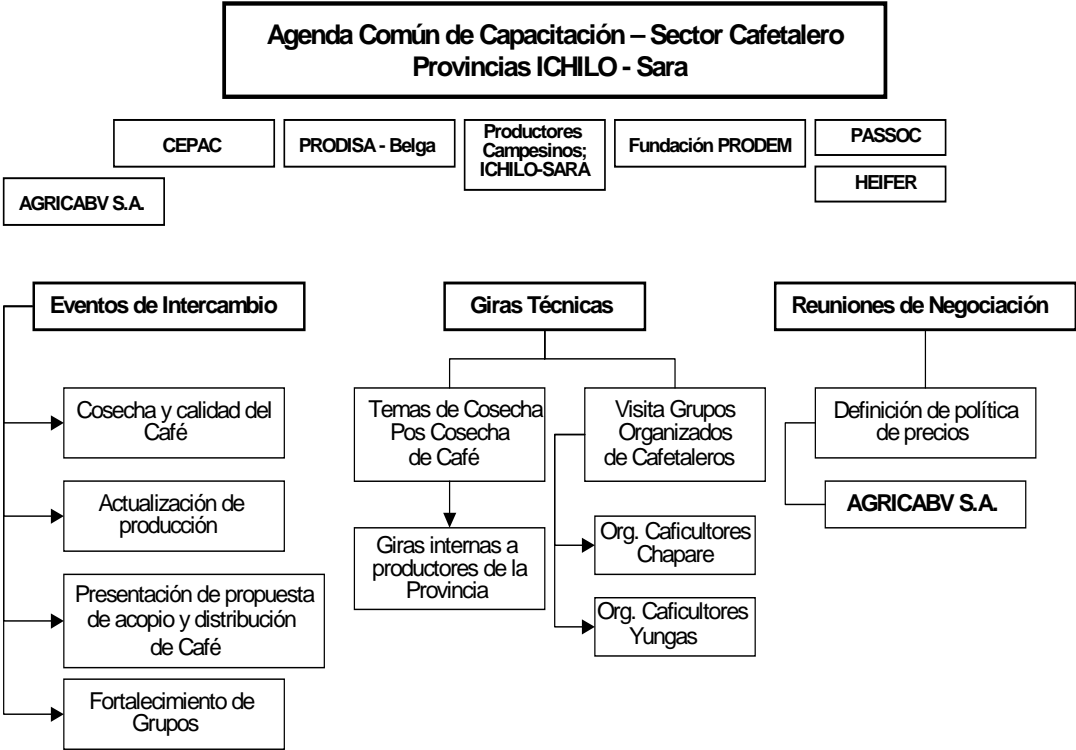 Agenda Común de Capacitación – Sector Cafetalero
Provincias ICHILO - Sara
CEPAC
PRODISA - Belga
Productores
Campesinos;
ICHILO-SARA
Fundación PRODEM
PASSOC
HEIFER
AGRICABV S.A.
Eventos de Intercambio
Cosecha y calidad del
Café
Actualización de
producción
Presentación de propuesta
de acopio y distribución
de Café
Fortalecimiento de
Grupos
Giras Técnicas
Temas de Cosecha
Pos Cosecha
de Café
Giras internas a
productores de la
Provincia
Visita Grupos
Organizados
de Cafetaleros
Org. Caficultores
Chapare
Org. Caficultores
Yungas
Reuniones de Negociación
Definición de política
de precios
AGRICABV S.A.